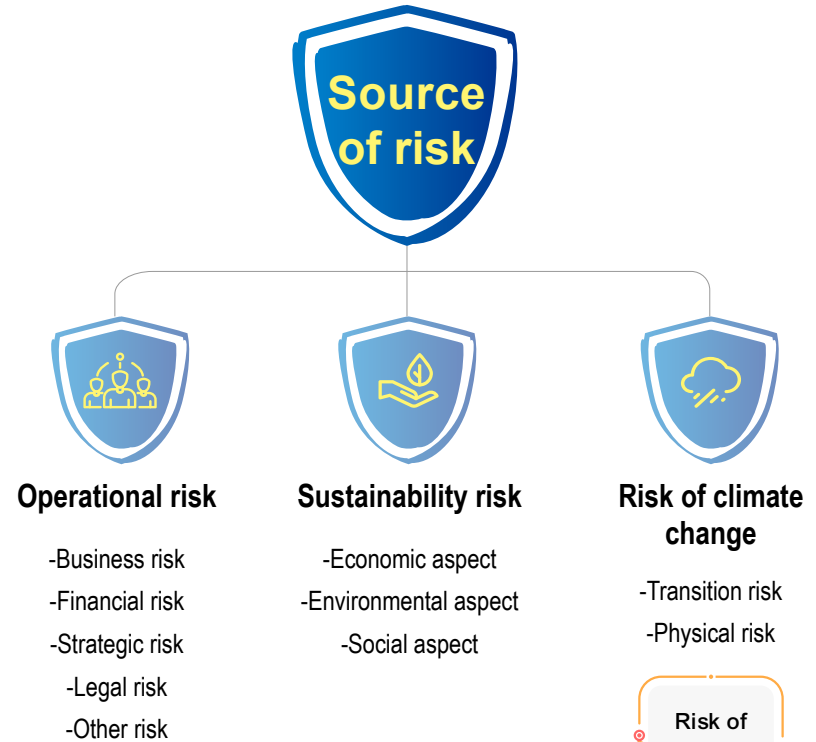 Source
of risk
Operational risk
-Business risk
-Financial risk
-Strategic risk
-Legal risk
-Other risk
Sustainability risk
-Economic aspect
-Environmental aspect
-Social aspect
Risk of climate
change
-Transition risk
-Physical risk
Risk of